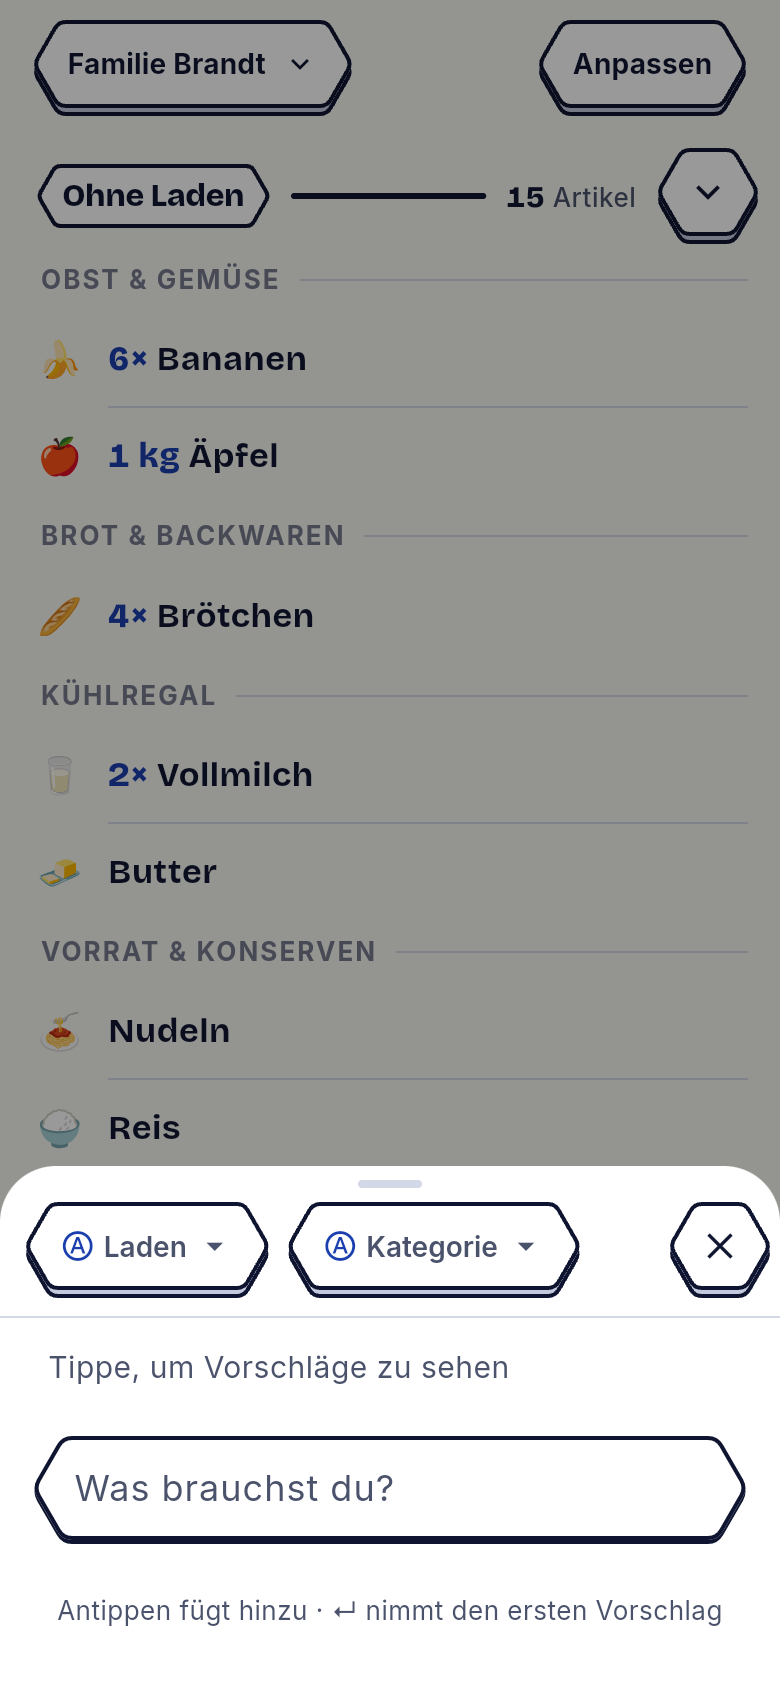 Familie Brandt
Anpassen
Ohne Laden
15 Artikel
OBST & GEMÜSE
6× Bananen
1 kg Äpfel
BROT & BACKWAREN
4× Brötchen
KÜHLREGAL
2× Vollmilch
Butter
VORRAT & KONSERVEN
Nudeln
Reis
A Laden
A Kategorie
Tippe, um Vorschläge zu sehen
Was brauchst du?
Antippen fügt hinzu · ↵ nimmt den ersten Vorschlag